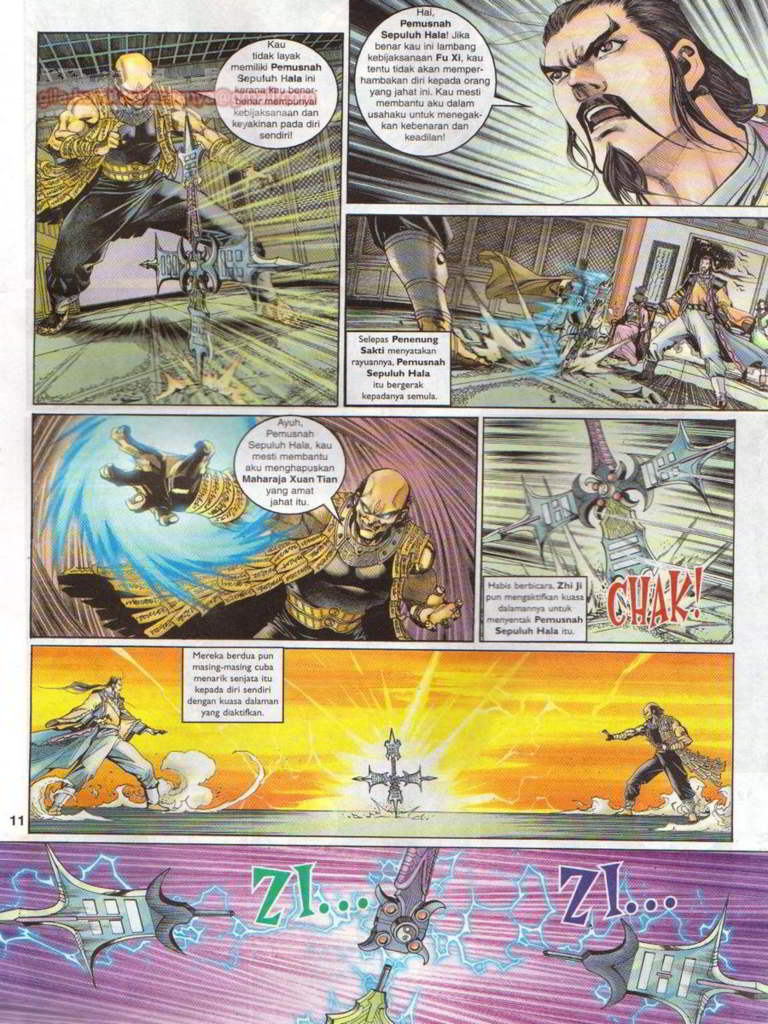 Kau
tidak layak
memiliki Pemusnah
Sepuluh Hala ini
kerana kau benar-
benar mempunyai
kebijaksanaan dan
keyakinan pada diri
sendiri!
Hai,
Pemusnah
Sepuluh Hala! Jika
benar kau ini lambang
kebijaksanaan Fu Xi, kau
tentu tidak akan memper-
hambakan diri kepada orang
yang jahat ini. Kau mesti
membantu aku dalam
usahaku untuk menegak-
kan kebenaran dan
keadilan!
Selepas Penenung
Sakti menyatakan
rayuannya, Pemusnah
Sepuluh Hala
itu bergerak
kepadanya semula.
Ayuh,
Pemusnah
Sepuluh Hala, kau
mesti membantu
aku menghapuskan
Maharaja Xuan Tian
yang amat
jahat itu.
Habis berbicara, Zhi Ji
pun mengaktifkan kuasa
dalamannya untuk
menyentak Pemusnah
Sepuluh Hala itu.
CHAK!
Mereka berdua pun
masing-masing cuba
menarik senjata itu
kepada diri sendiri
dengan kuasa dalaman
yang diaktifkan.
11
ZI...
ZI...